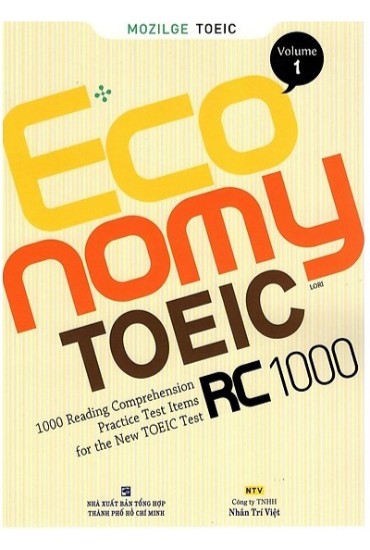 MOZILGE TOEIC
Volume
1
Eco
nomy
LORI
TOEIC
RC 1000
1000 Reading Comprehension
Practice Test Items
for the New TOEIC Test
NHÀ XUẤT BẢN TỔNG HỢP
THÀNH PHỐ HỒ CHÍ MINH
NTV
Công ty TNHH
Nhân Trí Việt